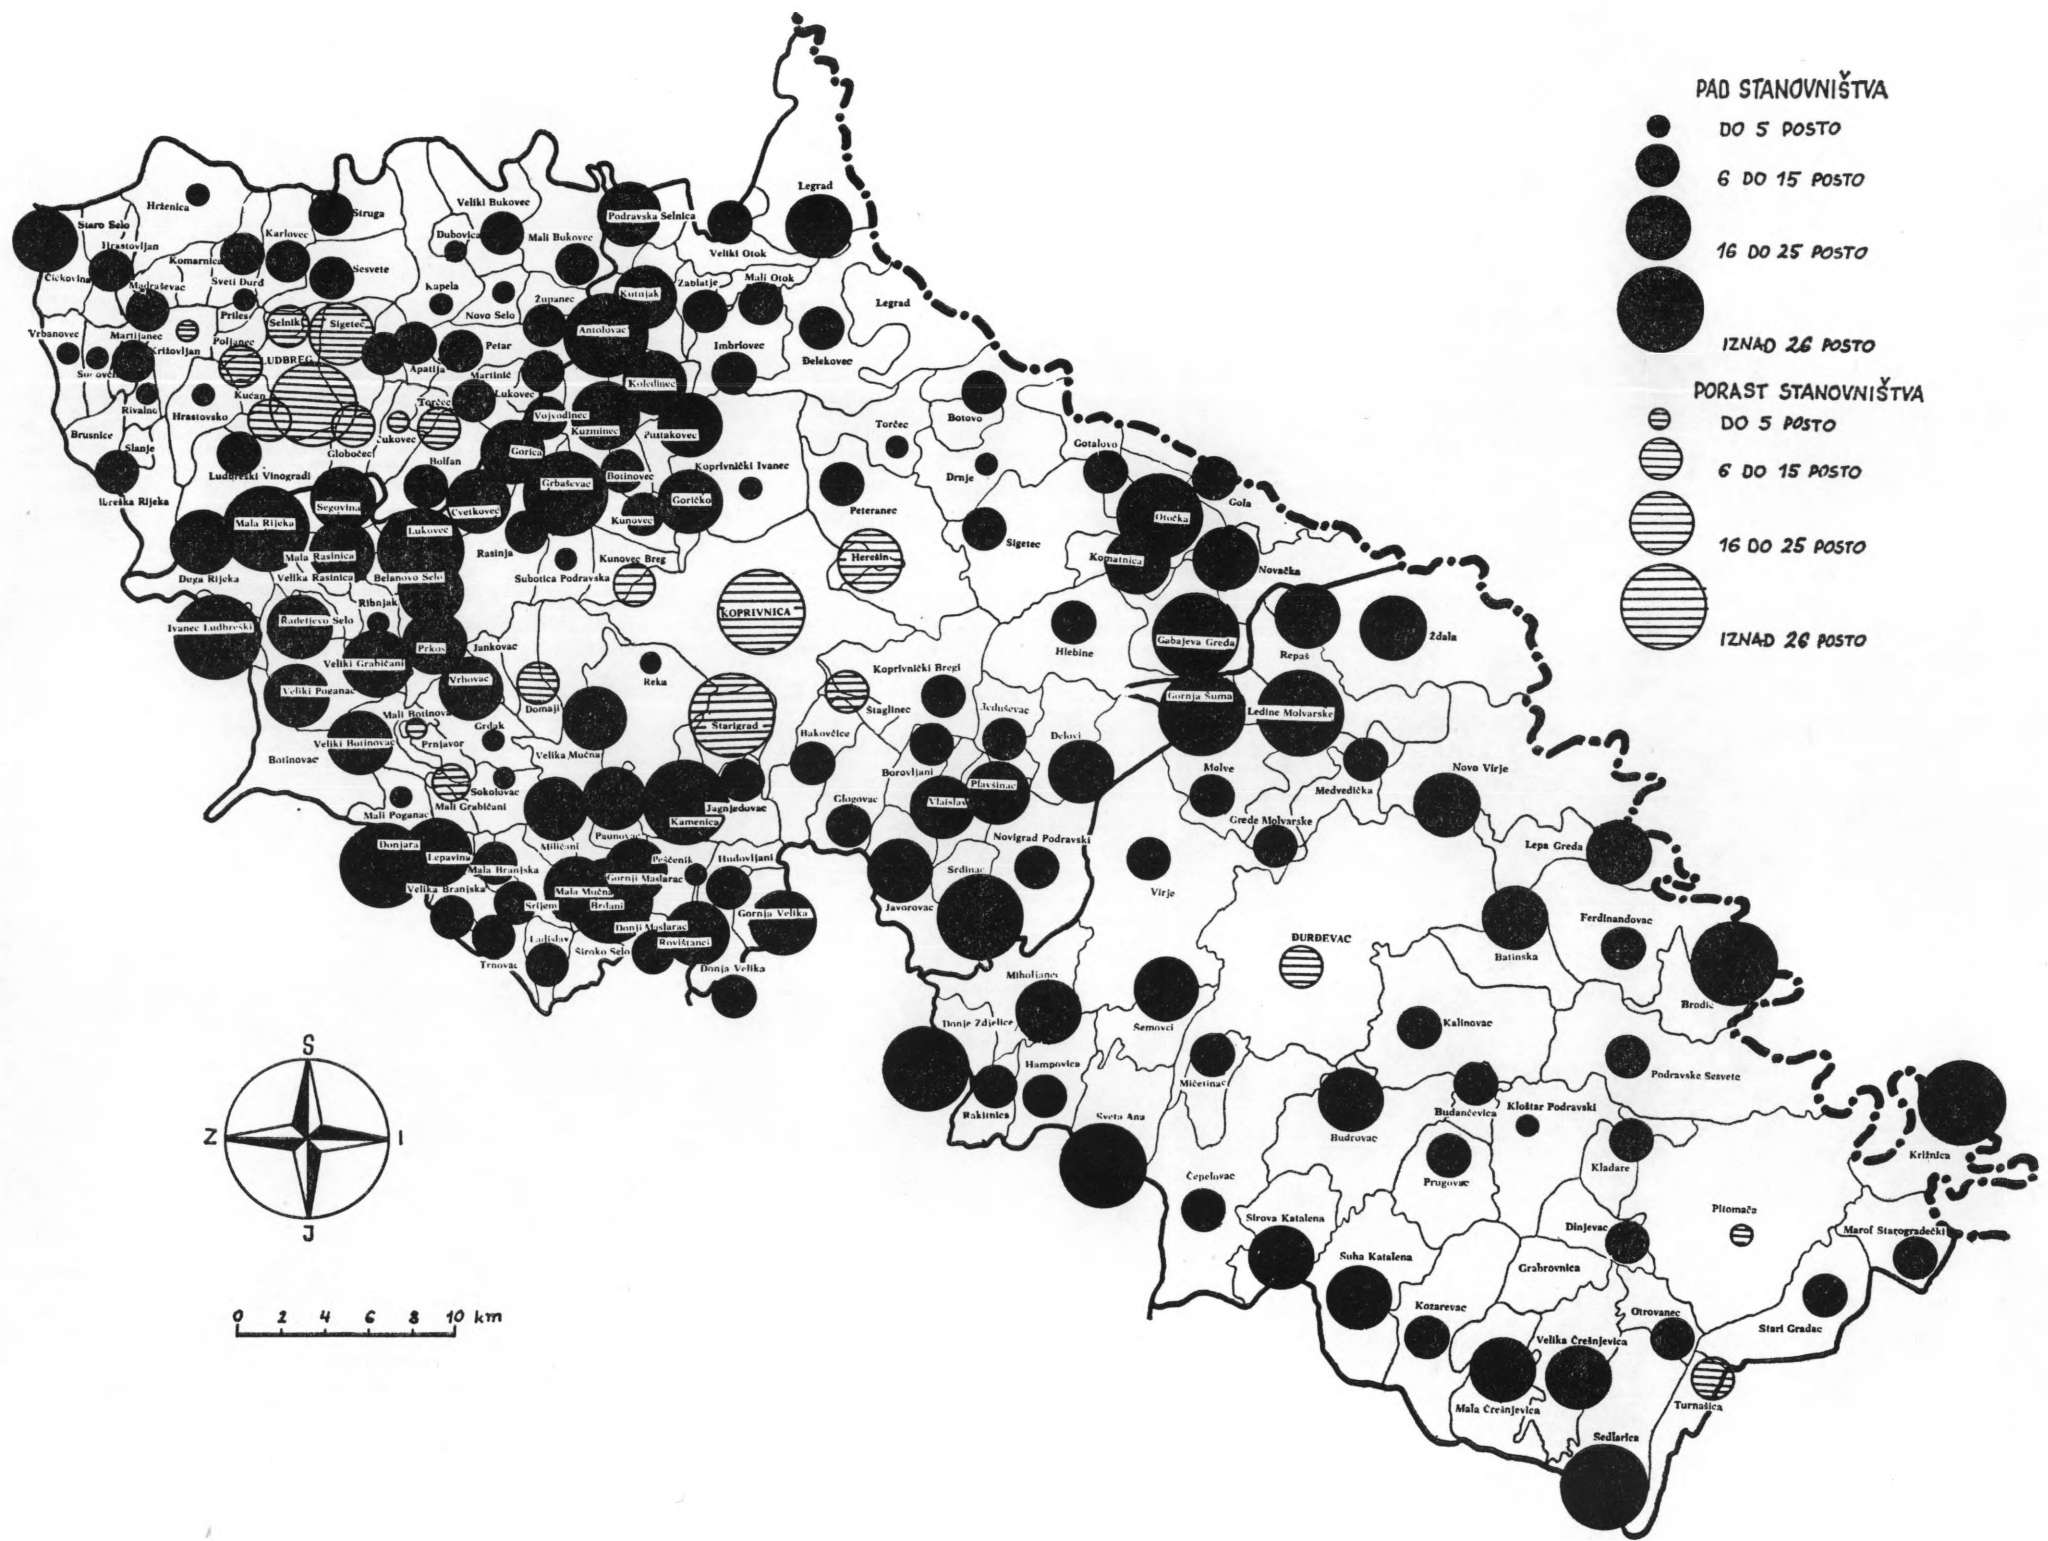 PAD STANOVNIŠTVA
DO 5 POSTO
6 DO 15 POSTO
16 DO 25 POSTO
IZNAD 26 POSTO
PORAST STANOVNIŠTVA
DO 5 POSTO
6 DO 15 POSTO
16 DO 25 POSTO
IZNAD 26 POSTO
Legrad
Hrženica
Struga
Veliki Bukovec
Podravska Selnica
Staro Selo
Karlovec
Dubovica
Mali Bukovec
Hrastovljan
Veliki Otok
Komarnica
Sesvete
Čičkovina
Sveti Đurđ
Kapela
Zablatje
Mali Otok
Madraševac
Kutnjak
Županec
Legrad
Priles
Selnik
Sigetec
Novo Selo
Antolovac
Vrbanovec
Martijanec
Poljanec
Petar
Imbriovec
Križovljan
LUDBREG
Đelekovec
Apatija
Martinić
Koledinec
Kućan
Lukovec
Rivalno
Hrastovsko
Torčec
Vojvodinec
Botovo
Brusnice
Čukovec
Kuzminec
Pustakovec
Torčec
Gotalovo
Slanje
Globočec
Gorica
Bolfan
Koprivnički Ivanec
Ludbreški Vinogradi
Botinovec
Drnje
Grbaševac
Goričko
Gola
Segovina
Cvetkovec
Peteranec
Mala Rijeka
Kunovec
Otočka
Lukovec
Sigetec
Rasinja
Mala Rasinica
Kunovec Breg
Herešin
Komatnica
Novačka
Duga Rijeka
Velika Rasinica
Belanovo Selo
Subotica Podravska
Ribnjak
KOPRIVNICA
Ivanec Ludbreški
Radeljevo Selo
Ždala
Prkos
Jankovac
Gabajeva Greda
Hlebine
Repaš
Veliki Grabičani
Koprivnički Bregi
Vrhovac
Reka
Veliki Poganac
Gornja Šuma
Domaji
Štaglinec
Jeduševac
Ledine Molvarske
Mali Botinovac
Starigrad
Grdak
Bakovčice
Delovi
Veliki Botinovac
Prnjavor
Velika Mučna
Botinovac
Borovljani
Molve
Novo Virje
Plavšinac
Sokolovac
Medvedička
Mali Grabičani
Glogovac
Vlaislav
Jagnjedovac
Mali Poganac
Kamenica
Grede Molvarske
Paunovac
Novigrad Podravski
Donjara
Miličani
Lepa Greda
Lepavina
Peščenik
Hudovljani
Mala Branjska
Srdinac
Gornji Maslarac
Virje
Velika Branjska
Mala Mučna
Srijem
Brđani
Javorovac
Gornja Velika
Ferdinandovac
Donji Maslarac
Ladislav
ĐURĐEVAC
Rovištanci
Široko Selo
Batinska
Trnovac
Donja Velika
Miholjanec
Brodić
Donje Zdjelice
Šemovci
Kalinovac
Hampovica
Mičetinac
Podravske Sesvete
Rakitnica
Sveta Ana
Budančevica
Kloštar Podravski
Budrovac
Križnica
Kladare
Čepelovac
Prugovac
Pitomača
Sirova Katalena
Dinjevac
Marof Starogradečki
Suha Katalena
Grabrovnica
Kozarevac
Otrovanec
Stari Gradac
Velika Črešnjevica
Mala Črešnjevica
Turnašica
Sedlarica
S
Z
I
J
0 2 4 6 8 10 km